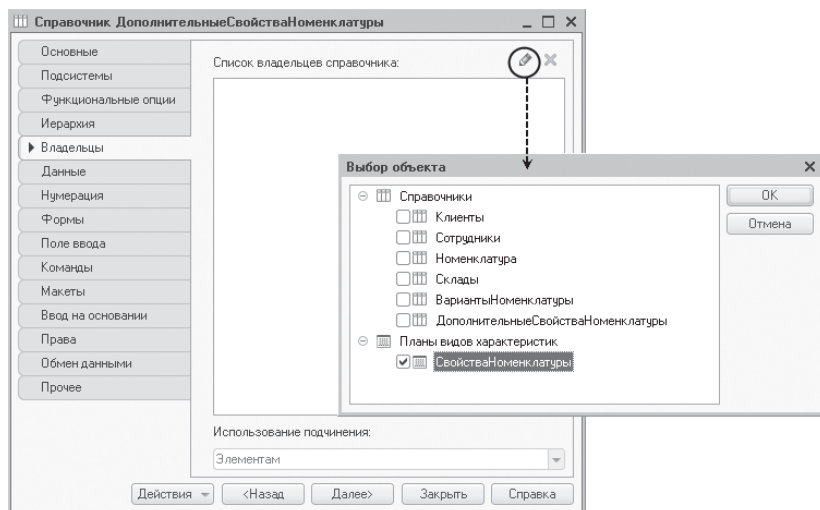 Справочник ДополнительныеСвойстваНоменклатуры
Основные
Подсистемы
Функциональные опции
Иерархия
Владельцы
Данные
Нумерация
Формы
Поле ввода
Команды
Макеты
Ввод на основании
Права
Обмен данными
Прочее
Список владельцев справочника:
Выбор объекта
Справочники
Клиенты
Сотрудники
Номенклатура
Склады
ВариантыНоменклатуры
ДополнительныеСвойстваНоменклатуры
Планы видов характеристик
СвойстваНоменклатуры
OK
Отмена
Использование подчинения:
Элементам
Действия
<Назад
Далее>
Закрыть
Справка